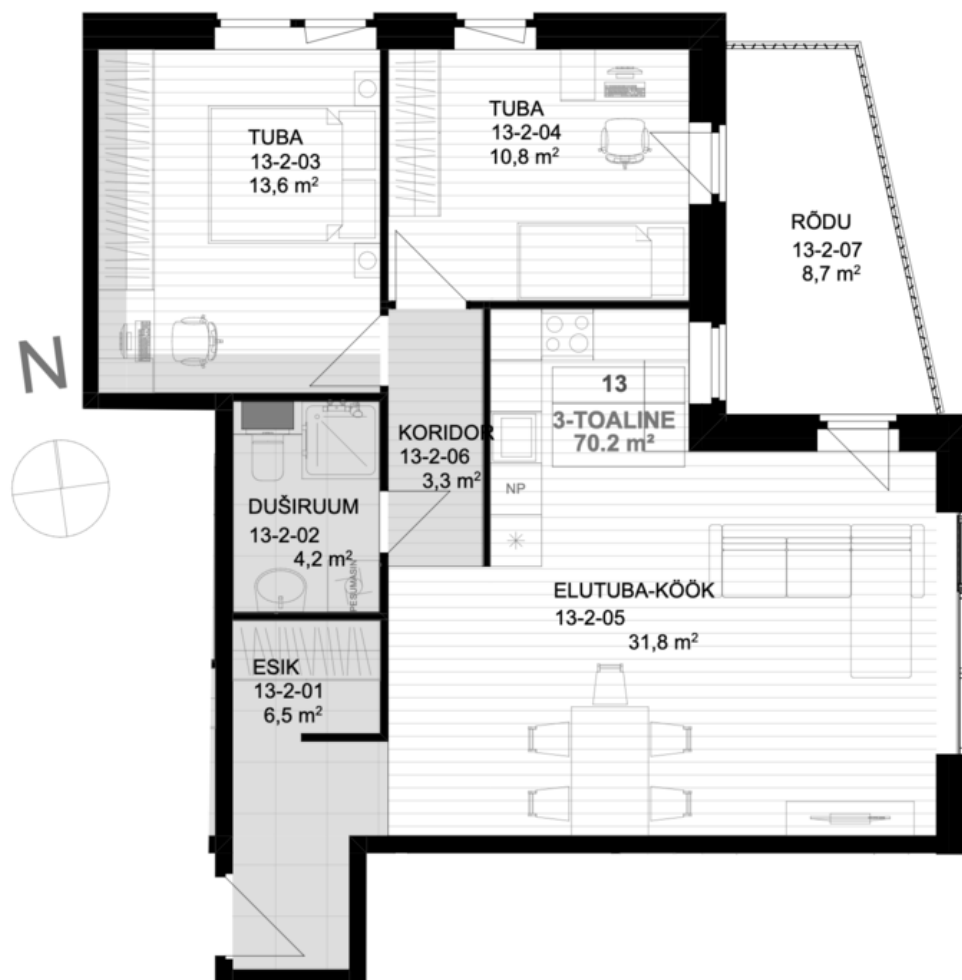 TUBA
13-2-03
13,6 m²
TUBA
13-2-04
10,8 m²
RÕDU
13-2-07
8,7 m²
N
13
3-TOALINE
70.2 m²
KORIDOR
13-2-06
3,3 m²
NP
DUŠIRUUM
13-2-02
4,2 m²
PESUMASIN
ELUTUBA-KÖÖK
13-2-05
31,8 m²
ESIK
13-2-01
6,5 m²